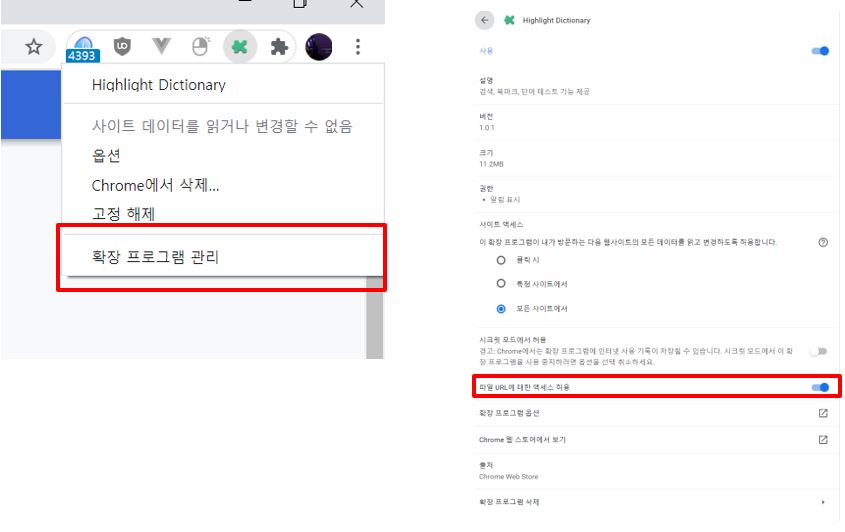 4393
Highlight Dictionary
사이트 데이터를 읽거나 변경할 수 없음
옵션
Chrome에서 삭제...
고정 해제
확장 프로그램 관리
Highlight Dictionary
사용
설명
검색, 북마크, 단어 테스트 기능 제공
버전
1.0.1
크기
11.2MB
권한
• 알림 표시
사이트 액세스
이 확장 프로그램이 내가 방문하는 다음 웹사이트의 모든 데이터를 읽고 변경하도록 허용합니다.
클릭 시
특정 사이트에서
모든 사이트에서
시크릿 모드에서 허용
경고: Chrome에서는 확장 프로그램에 인터넷 사용 기록이 저장될 수 있습니다. 시크릿 모드에서 이 확
장 프로그램을 사용 중지하려면 옵션을 선택 취소하세요.
파일 URL에 대한 액세스 허용
확장 프로그램 옵션
Chrome 웹 스토어에서 보기
출처
Chrome Web Store
확장 프로그램 삭제